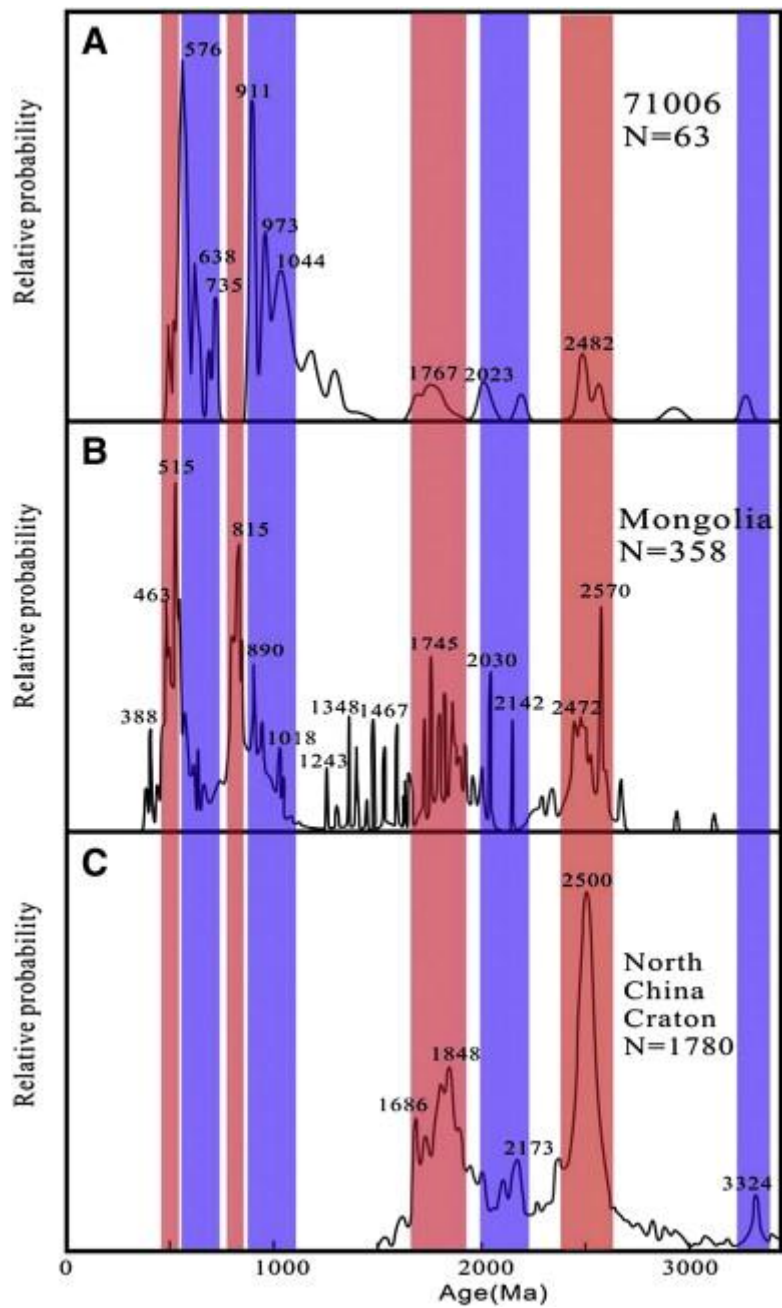 A
576
911
71006
N=63
973
638
1044
735
2482
1767
2023
Relative probability
B
515
815
Mongolia
N=358
463
2570
890
1745
2030
388
1348
1467
2142
2472
1018
1243
Relative probability
C
2500
North
China
Craton
N=1780
1848
1686
2173
3324
Relative probability
0
1000
2000
3000
Age(Ma)